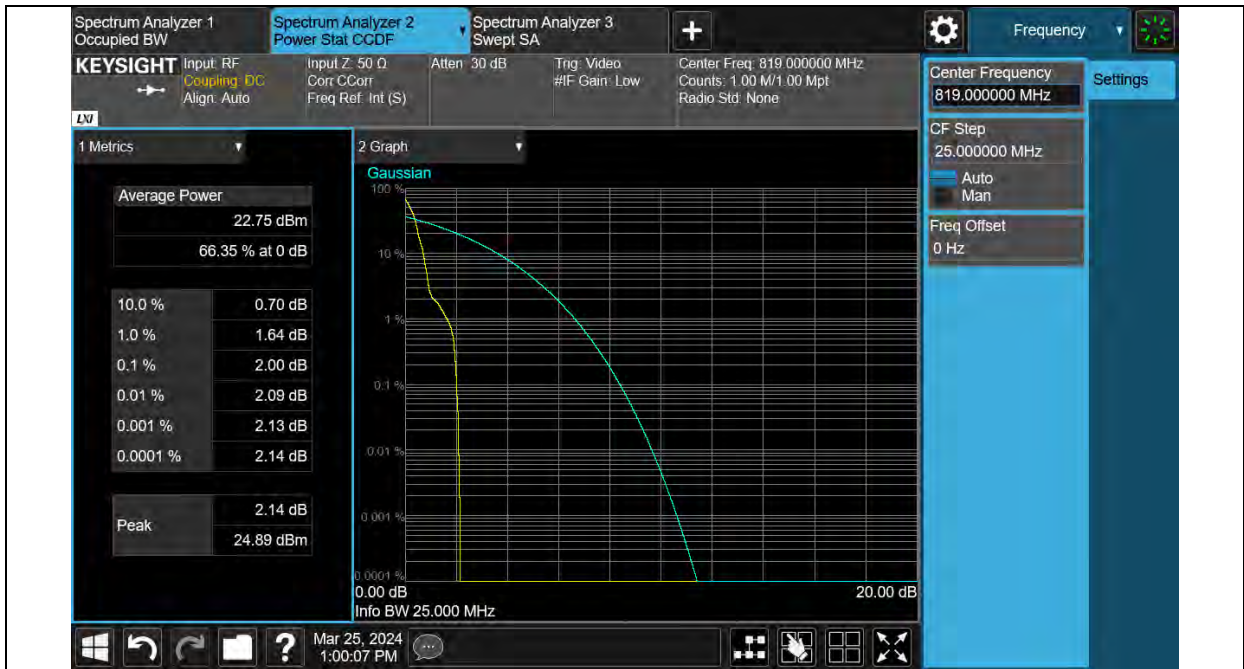 Spectrum Analyzer 1
Occupied BW
Spectrum Analyzer 2
Power Stat CCDF
Spectrum Analyzer 3
Swept SA
Frequency
KEYSIGHT
LXI
Input: RF
Coupling: DC
Align: Auto
Input Z: 50 Ω
Corr CCorr
Freq Ref: Int (S)
Atten: 30 dB
Trig: Video
#IF Gain: Low
Center Freq: 819.000000 MHz
Counts: 1.00 M/1.00 Mpt
Radio Std: None
Center Frequency
819.000000 MHz
Settings
CF Step
25.000000 MHz
Auto
Man
Freq Offset
0 Hz
1 Metrics
Average Power
22.75 dBm
66.35 % at 0 dB
10.0 % 0.70 dB
1.0 % 1.64 dB
0.1 % 2.00 dB
0.01 % 2.09 dB
0.001 % 2.13 dB
0.0001 % 2.14 dB
Peak
2.14 dB
24.89 dBm
2 Graph
Gaussian
100 %
10 %
1 %
0.1 %
0.01 %
0.001 %
0.0001 %
0.00 dB 20.00 dB
Info BW 25.000 MHz
?
Mar 25, 2024
1:00:07 PM